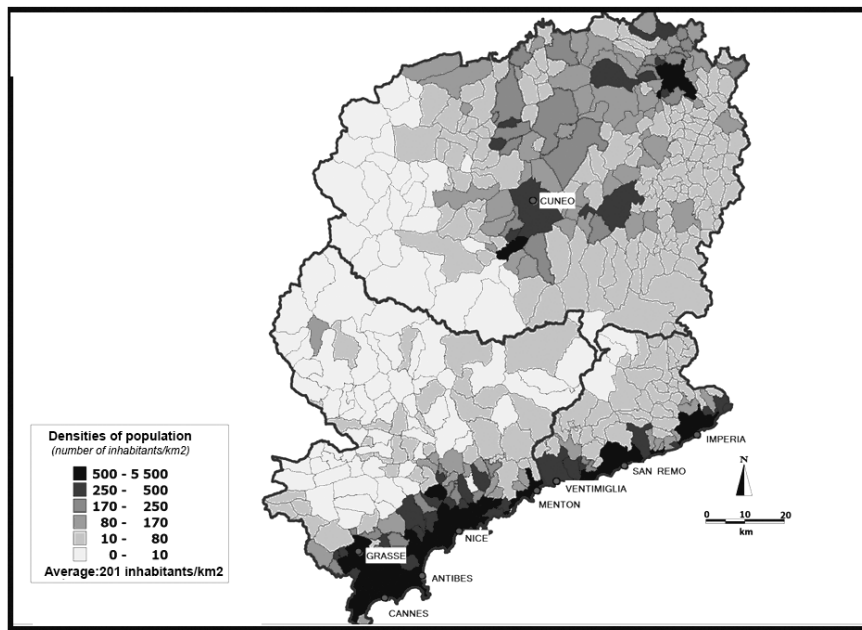 CUNEO
IMPERIA
SAN REMO
VENTIMIGLIA
MENTON
NICE
GRASSE
ANTIBES
CANNES
Densities of population
(number of inhabitants/km2)
500 - 5 500
250 - 500
170 - 250
80 - 170
10 - 80
0 - 10
Average:201 inhabitants/km2
N
0 10 20
km